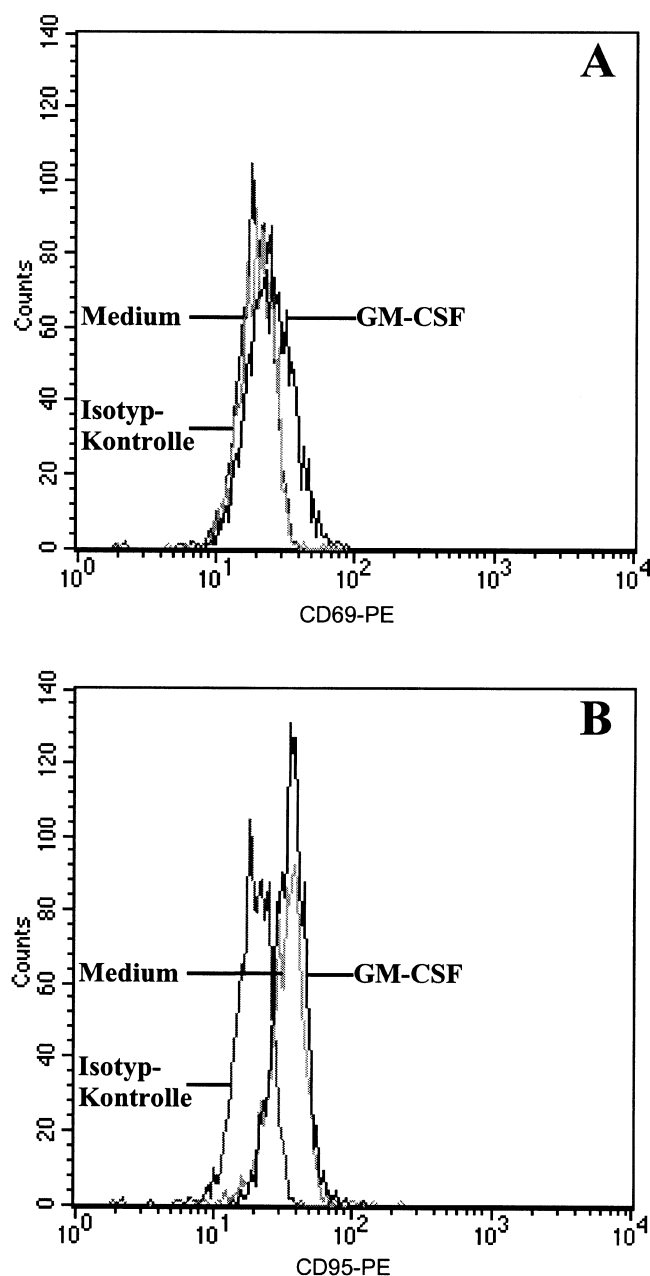 A
140
120
100
80
60
40
20
0
Counts
Medium
GM-CSF
Isotyp-
Kontrolle
10^0 10^1 10^2 10^3 10^4
CD69-PE
B
140
120
100
80
60
40
20
0
Counts
Medium
GM-CSF
Isotyp-
Kontrolle
10^0 10^1 10^2 10^3 10^4
CD95-PE